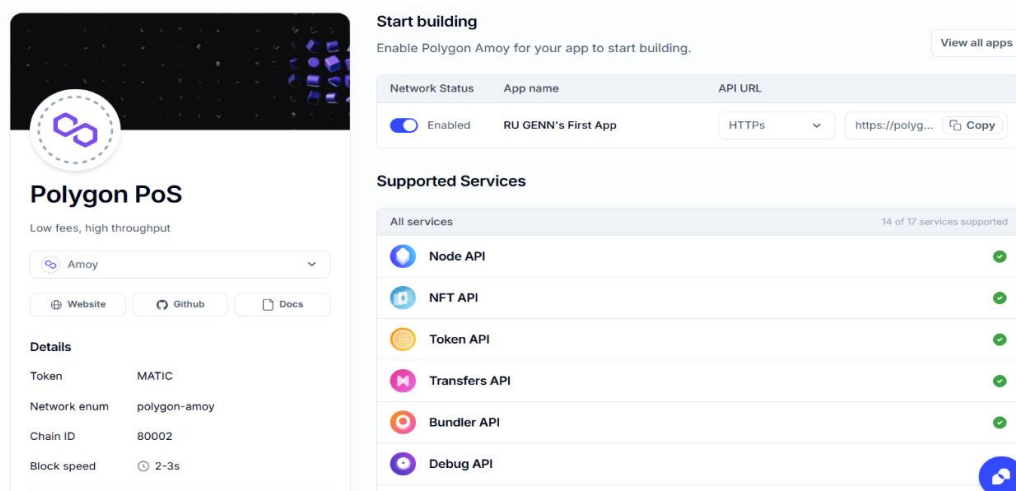 Polygon PoS
Low fees, high throughput
Amoy
Website Github Docs
Details
Token MATIC
Network enum polygon-amoy
Chain ID 80002
Block speed 2-3s
Start building
Enable Polygon Amoy for your app to start building.
View all apps
Network Status App name API URL
Enabled RU GENN's First App HTTPs https://polyg... Copy
Supported Services
All services 14 of 17 services supported
Node API
NFT API
Token API
Transfers API
Bundler API
Debug API